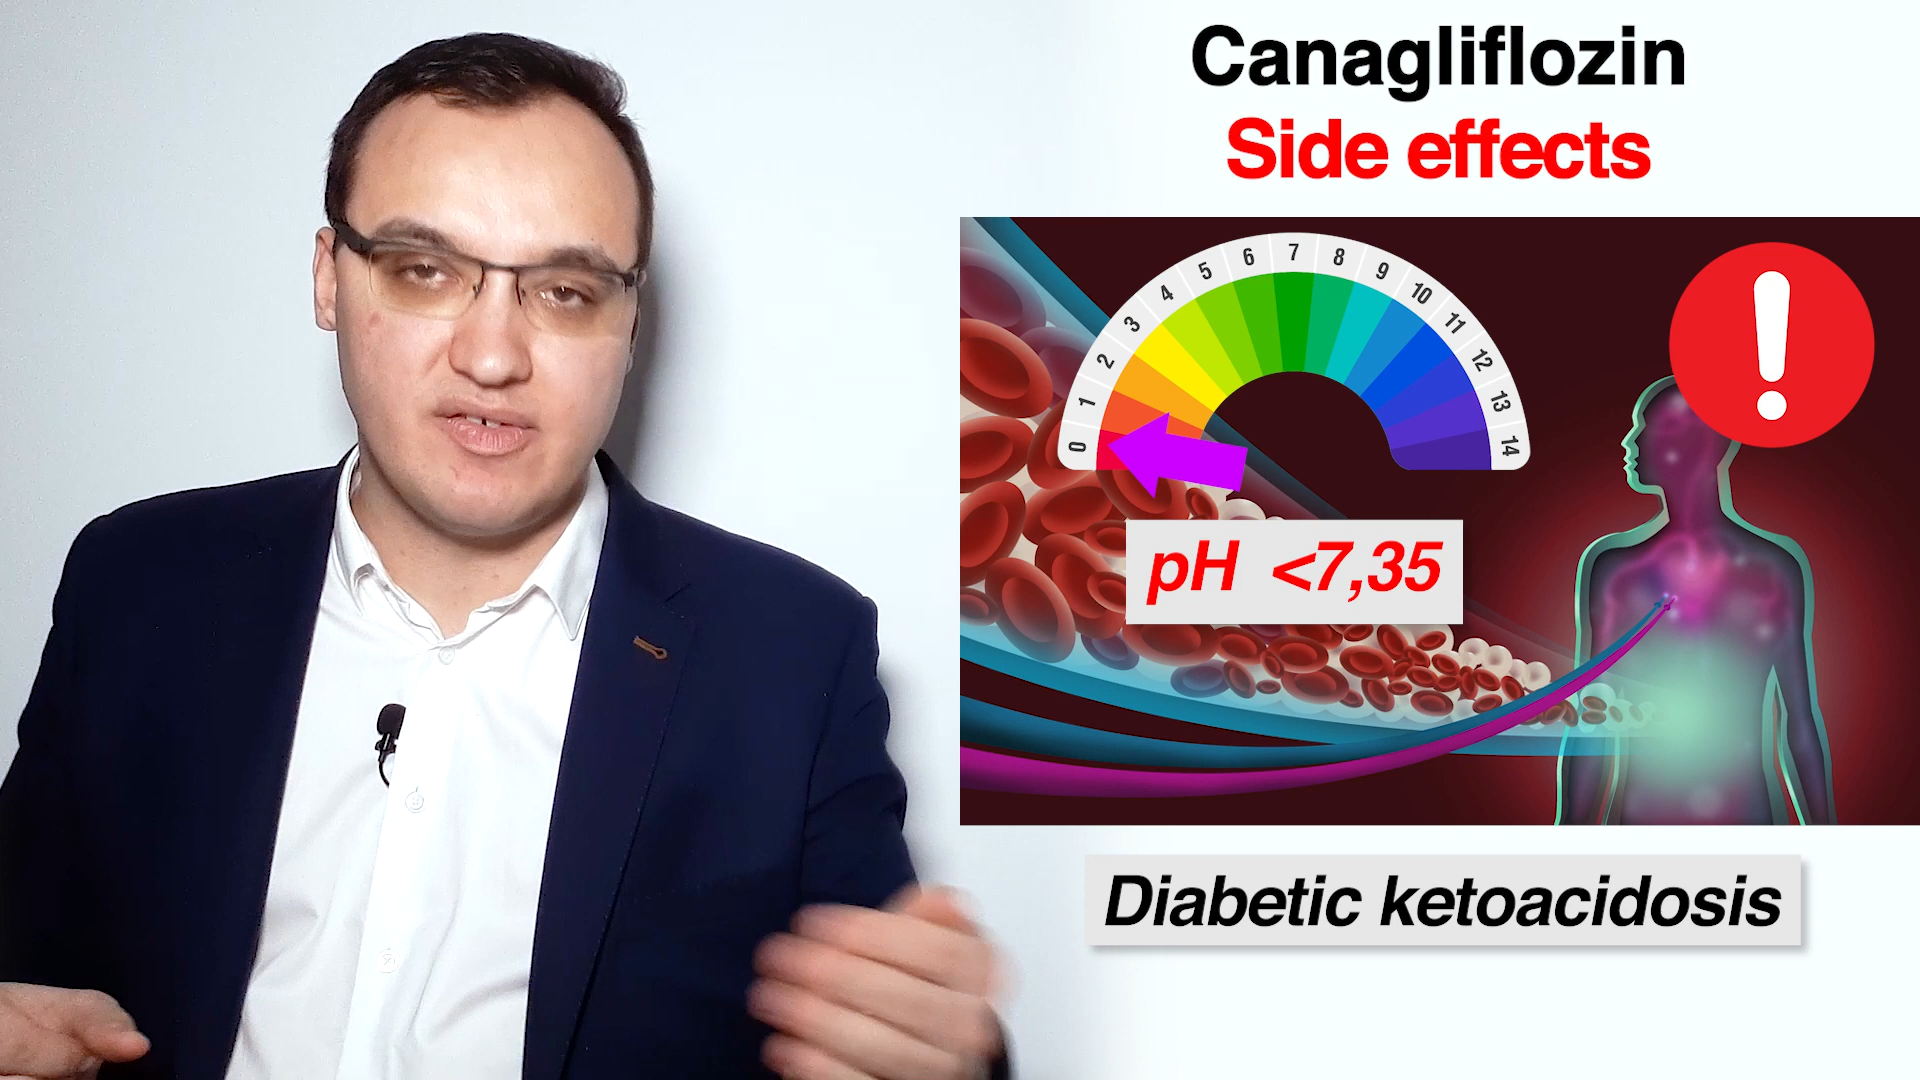 Canagliflozin
Side effects
0 1 2 3 4 5 6 7 8 9 10 11 12 13 14
pH <7,35
Diabetic ketoacidosis